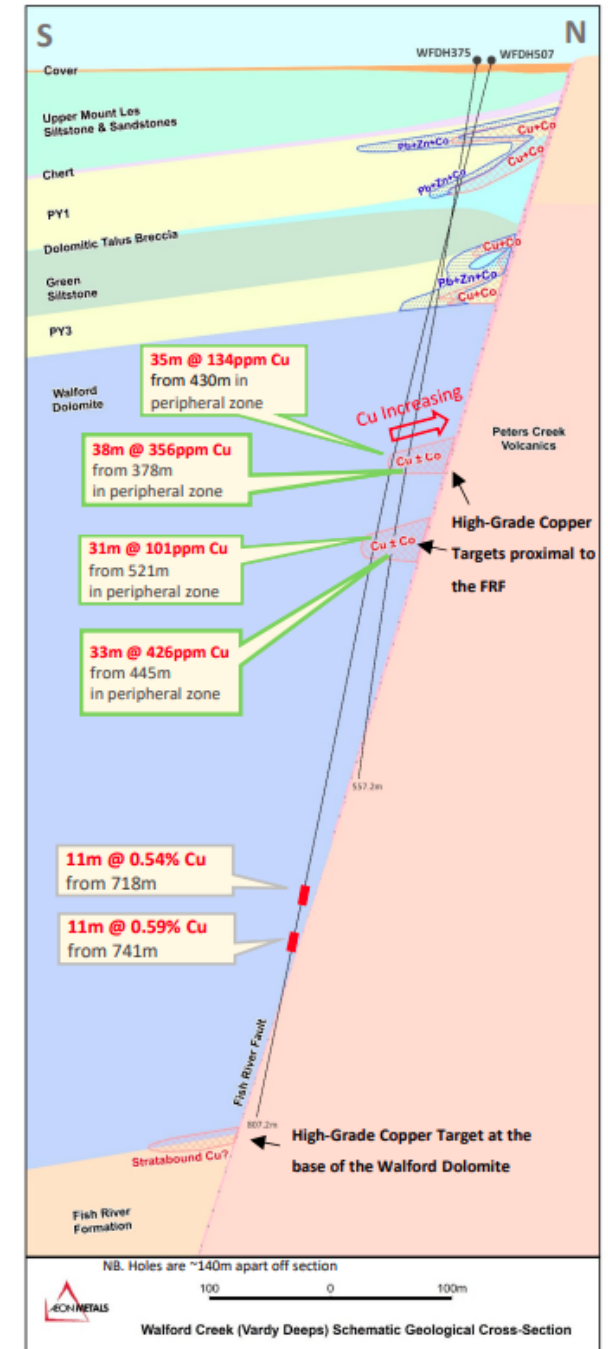 S
N
WFDH375
WFDH507
Cover
Upper Mount Les
Siltstone & Sandstones
Cu+Co
Pb+Zn+Co
Cu+Co
Chert
Pb+Zn+Co
PY1
Dolomitic Talus Breccia
Cu+Co
Green
Siltstone
Pb+Zn+Co
Cu+Co
PY3
35m @ 134ppm Cu
from 430m in
peripheral zone
Walford
Dolomite
Cu Increasing
Peters Creek
Volcanics
38m @ 356ppm Cu
from 378m
in peripheral zone
Cu ± Co
High-Grade Copper
Targets proximal to
the FRF
31m @ 101ppm Cu
from 521m
in peripheral zone
Cu ± Co
33m @ 426ppm Cu
from 445m
in peripheral zone
557.2m
11m @ 0.54% Cu
from 718m
11m @ 0.59% Cu
from 741m
Fish River Fault
807.2m
High-Grade Copper Target at the
base of the Walford Dolomite
Stratabound Cu?
Fish River
Formation
NB. Holes are ~140m apart off section
100 0 100m
ÆON METALS
Walford Creek (Vardy Deeps) Schematic Geological Cross-Section